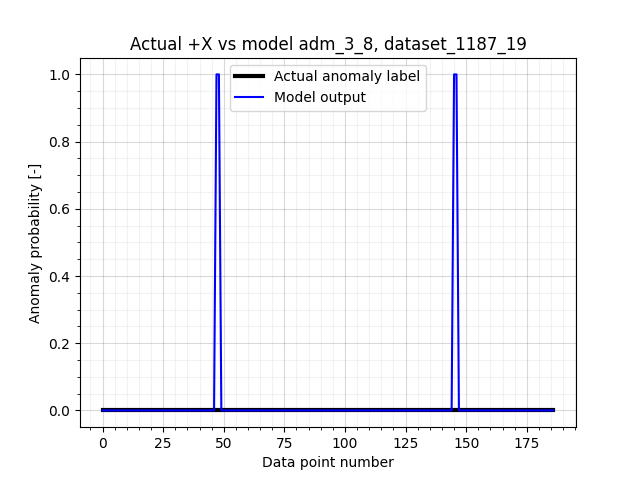 Actual +X vs model adm_3_8, dataset_1187_19
Actual anomaly label
Model output
Anomaly probability [-]
1.0
0.8
0.6
0.4
0.2
0.0
0 25 50 75 100 125 150 175
Data point number